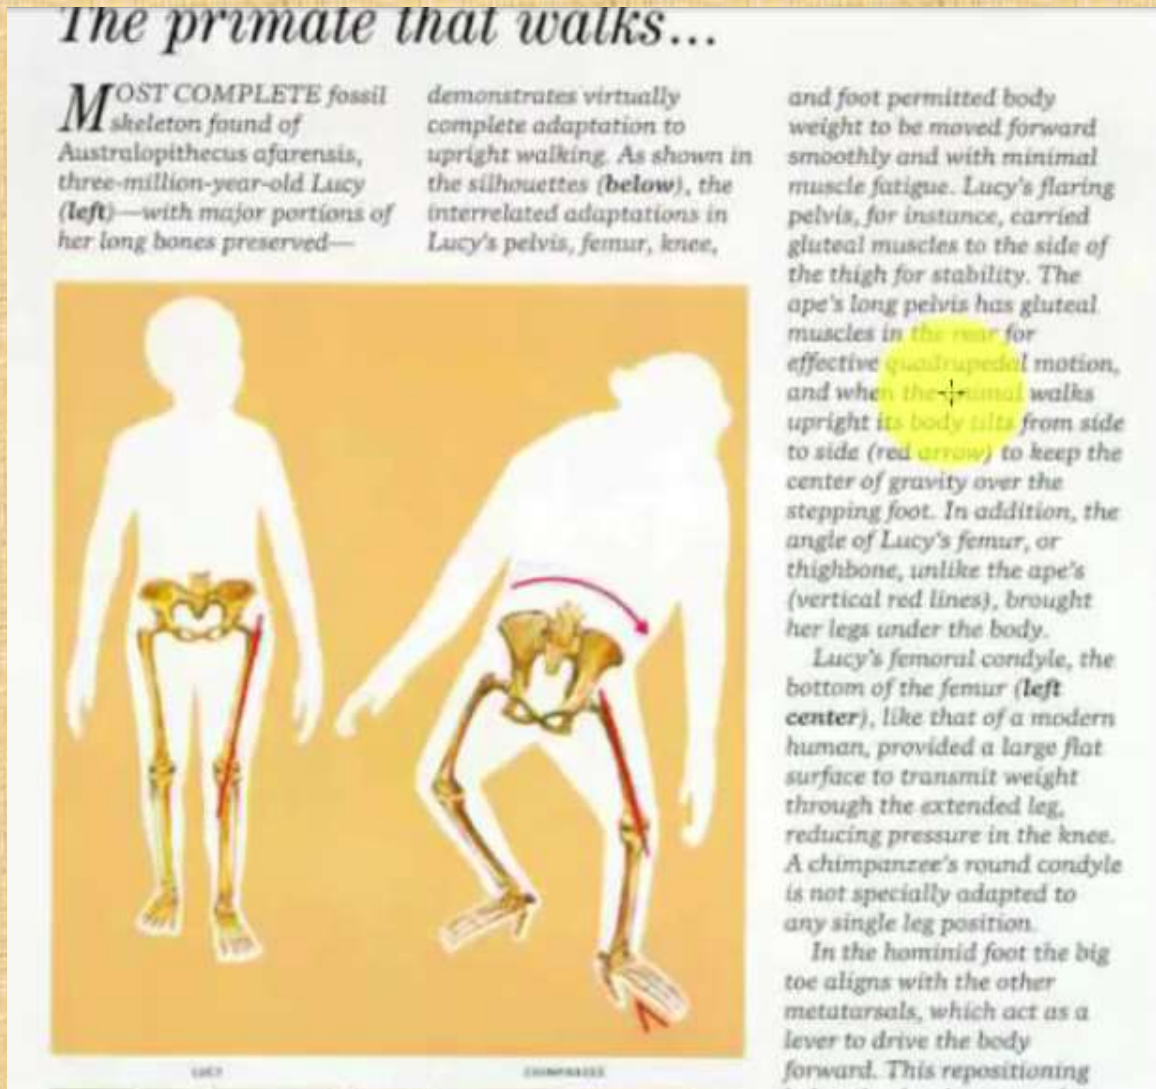 The primate that walks...
MOST COMPLETE fossil
skeleton found of
Australopithecus afarensis,
three-million-year-old Lucy
(left)—with major portions of
her long bones preserved—
demonstrates virtually
complete adaptation to
upright walking. As shown in
the silhouettes (below), the
interrelated adaptations in
Lucy's pelvis, femur, knee,
and foot permitted body
weight to be moved forward
smoothly and with minimal
muscle fatigue. Lucy's flaring
pelvis, for instance, carried
gluteal muscles to the side of
the thigh for stability. The
ape's long pelvis has gluteal
muscles in the rear for
effective quadrupedal motion,
and when the animal walks
upright its body tilts from side
to side (red arrow) to keep the
center of gravity over the
stepping foot. In addition, the
angle of Lucy's femur, or
thighbone, unlike the ape's
(vertical red lines), brought
her legs under the body.
Lucy's femoral condyle, the
bottom of the femur (left
center), like that of a modern
human, provided a large flat
surface to transmit weight
through the extended leg,
reducing pressure in the knee.
A chimpanzee's round condyle
is not specially adapted to
any single leg position.
In the hominid foot the big
toe aligns with the other
metatarsals, which act as a
lever to drive the body
forward. This repositioning
LUCY
CHIMPANZEE